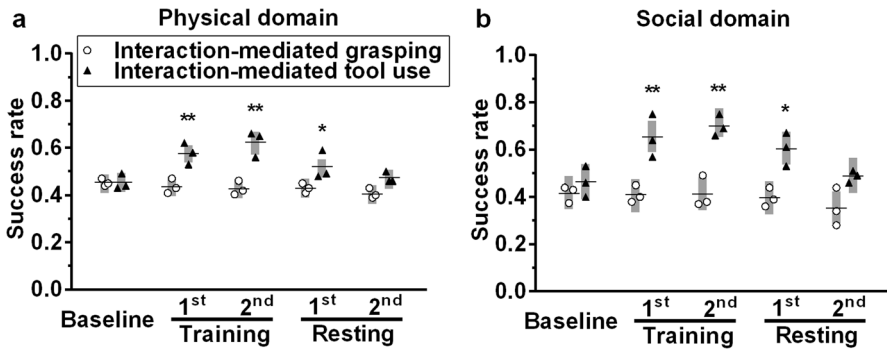 a Physical domain
Interaction-mediated grasping
Interaction-mediated tool use
Success rate
1.0
0.8
0.6
0.4
0.2
0.0
Baseline
1st 2nd
Training
1st 2nd
Resting
b Social domain
Success rate
1.0
0.8
0.6
0.4
0.2
0.0
** ** *
** ** *
Baseline
1st 2nd
Training
1st 2nd
Resting